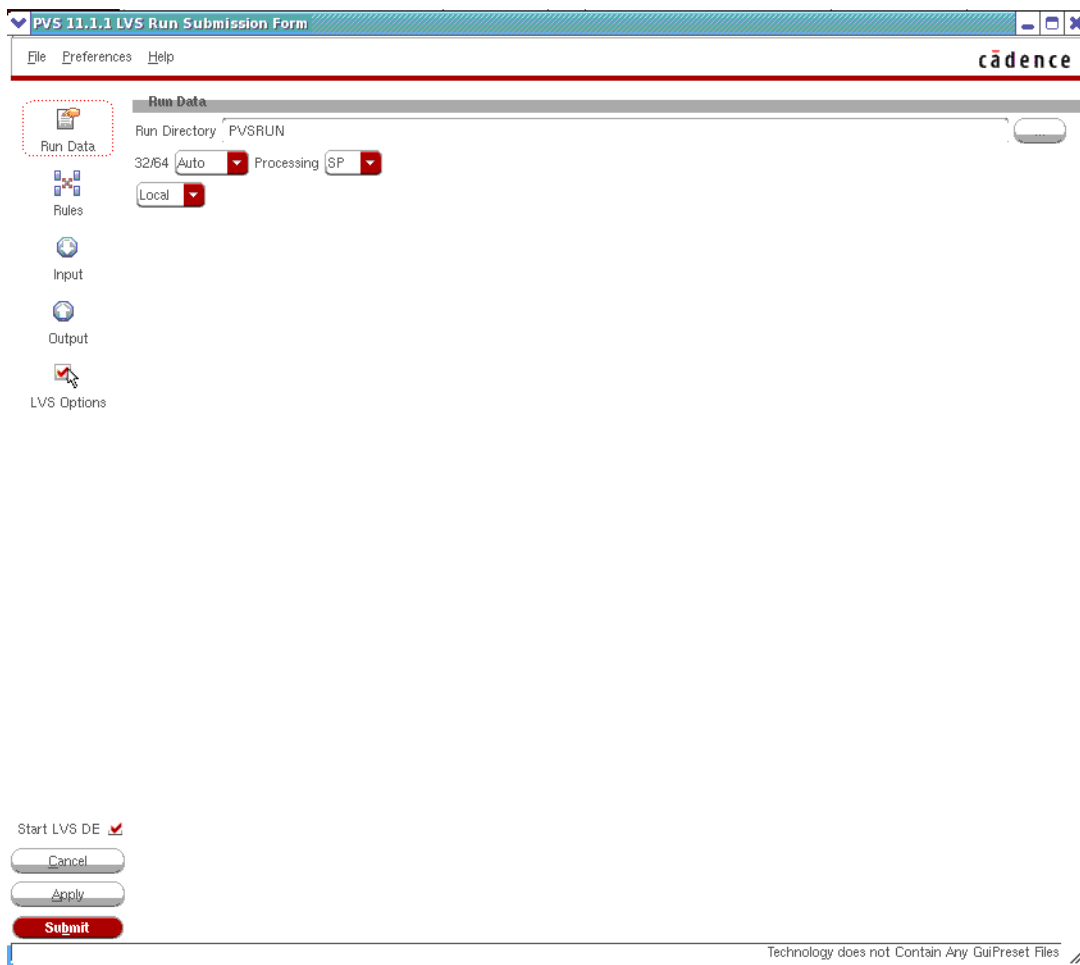 PVS 11.1.1 LVS Run Submission Form
File Preferences Help
cādence
Run Data
Run Directory PVSRUN ...
Run Data
32/64 Auto Processing SP
Local
Rules
Input
Output
LVS Options
Start LVS DE
Cancel
Apply
Submit
Technology does not Contain Any GuiPreset Files